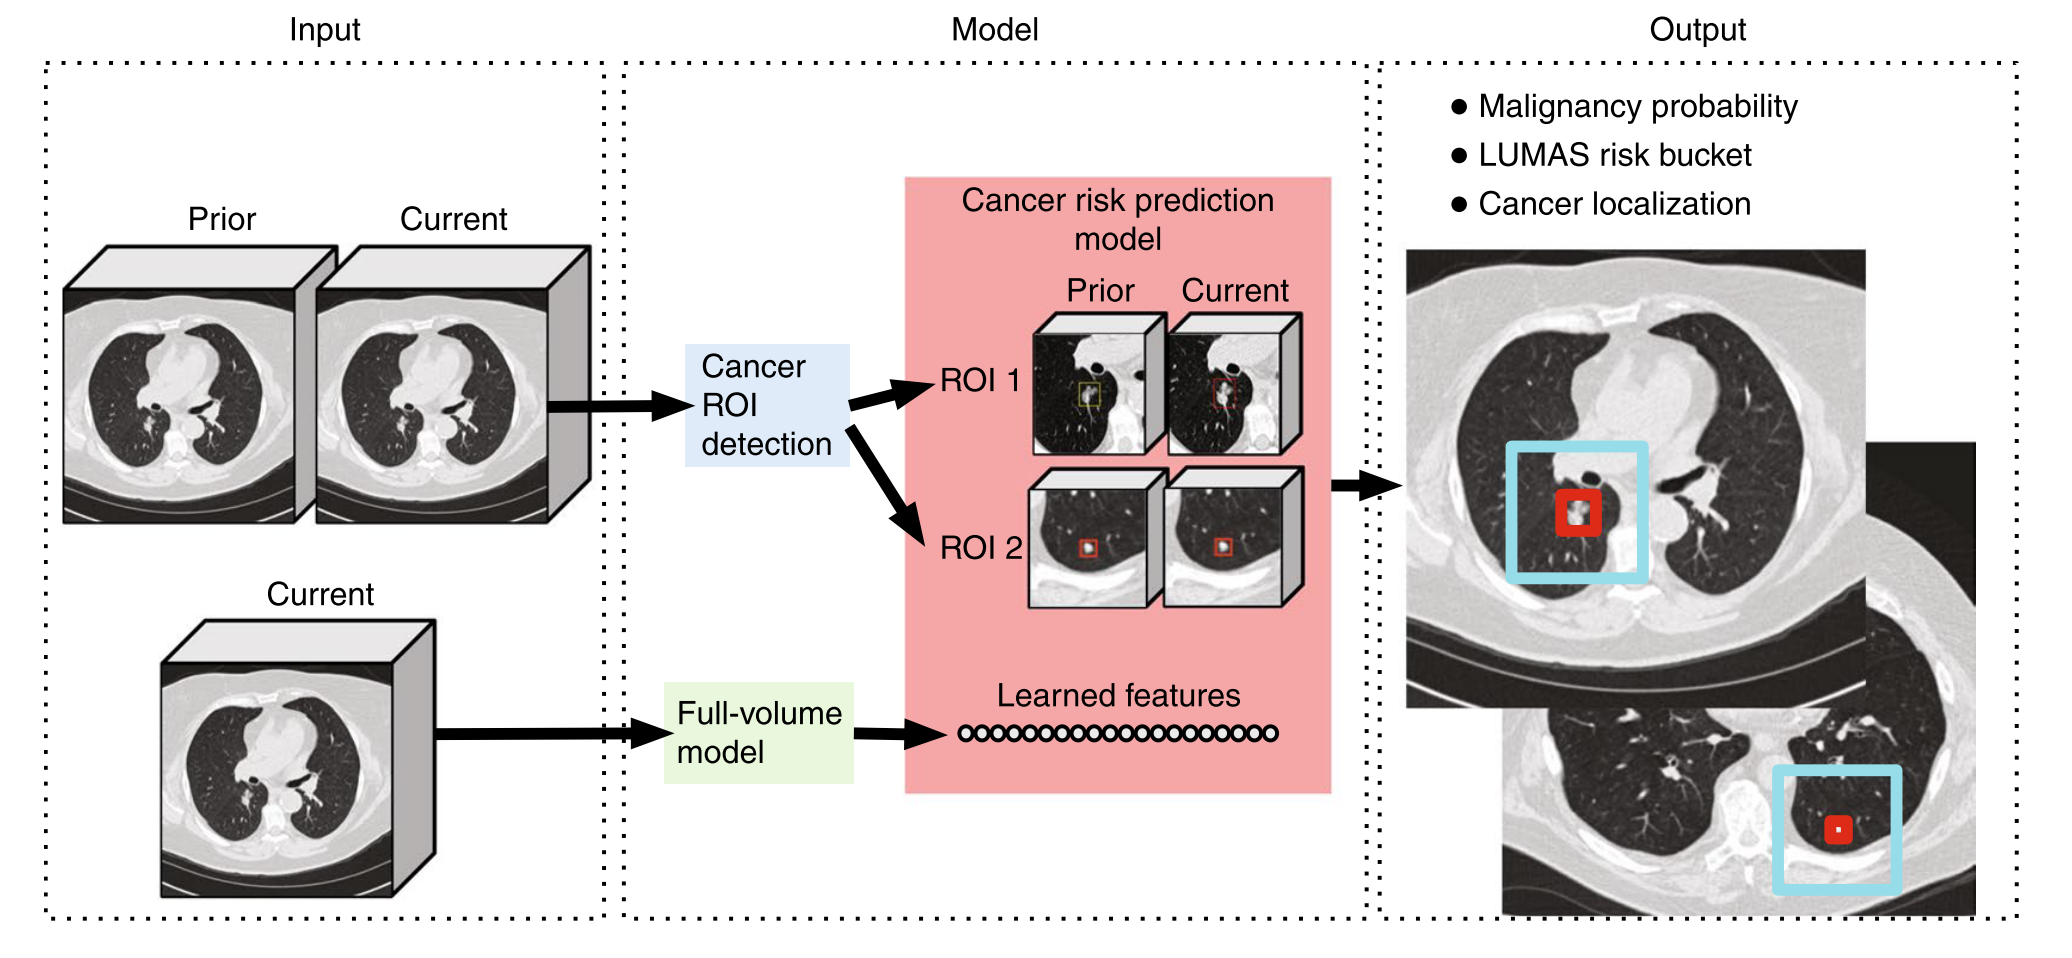 Input
Model
Output
Prior
Current
Current
Cancer
ROI
detection
Full-volume
model
Cancer risk prediction
model
Prior
Current
ROI 1
ROI 2
Learned features
● Malignancy probability
● LUMAS risk bucket
● Cancer localization